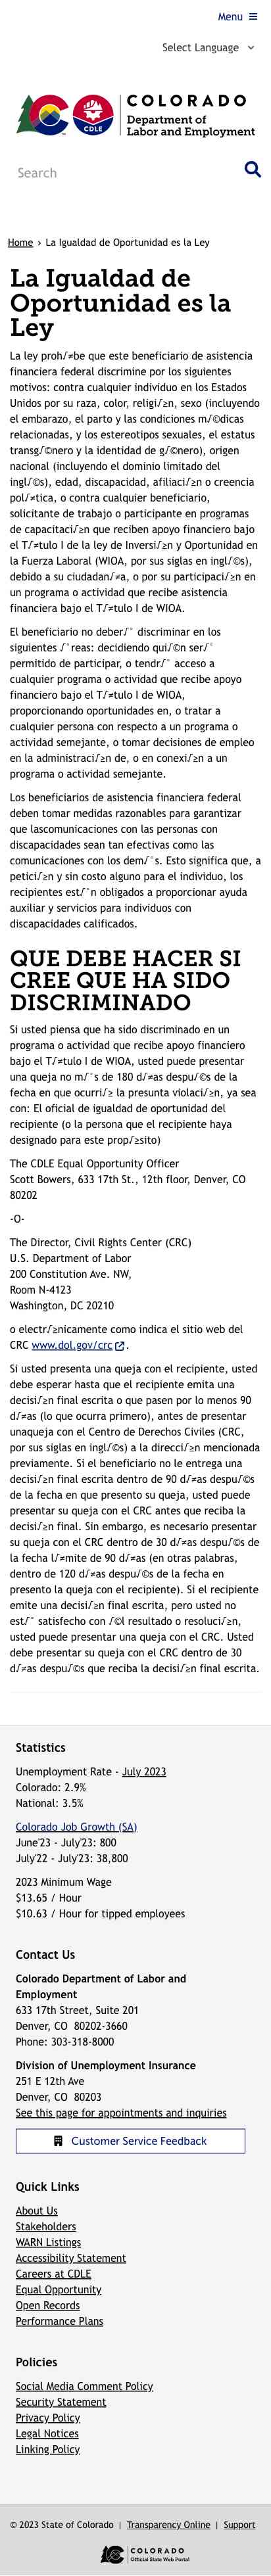 Menu ≡
Select Language
COLORADO
Department of
Labor and Employment
CDLE
Search
Home › La Igualdad de Oportunidad es la Ley
La Igualdad de
Oportunidad es la
Ley
La ley proh√≠be que este beneficiario de asistencia
financiera federal discrimine por los siguientes
motivos: contra cualquier individuo en los Estados
Unidos por su raza, color, religi√≥n, sexo (incluyendo
el embarazo, el parto y las condiciones m√©dicas
relacionadas, y los estereotipos sexuales, el estatus
transg√©nero y la identidad de g√©nero), origen
nacional (incluyendo el dominio limitado del
ingl√©s), edad, discapacidad, afiliaci√≥n o creencia
pol√≠tica, o contra cualquier beneficiario,
solicitante de trabajo o participante en programas
de capacitaci√≥n que reciben apoyo financiero bajo
el T√≠tulo I de la ley de Inversi√≥n y Oportunidad en
la Fuerza Laboral (WIOA, por sus siglas en ingl√©s),
debido a su ciudadan√≠a, o por su participaci√≥n en
un programa o actividad que recibe asistencia
financiera bajo el T√≠tulo I de WIOA.
El beneficiario no deber√° discriminar en los
siguientes √°reas: decidiendo qui√©n ser√°
permitido de participar, o tendr√° acceso a
cualquier programa o actividad que recibe apoyo
financiero bajo el T√≠tulo I de WIOA,
proporcionando oportunidades en, o tratar a
cualquier persona con respecto a un programa o
actividad semejante, o tomar decisiones de empleo
en la administraci√≥n de, o en conexi√≥n a un
programa o actividad semejante.
Los beneficiarios de asistencia financiera federal
deben tomar medidas razonables para garantizar
que lascomunicaciones con las personas con
discapacidades sean tan efectivas como las
comunicaciones con los dem√°s. Esto significa que, a
petici√≥n y sin costo alguno para el individuo, los
recipientes est√°n obligados a proporcionar ayuda
auxiliar y servicios para individuos con
discapacidades calificados.
QUE DEBE HACER SI
CREE QUE HA SIDO
DISCRIMINADO
Si usted piensa que ha sido discriminado en un
programa o actividad que recibe apoyo financiero
bajo el T√≠tulo I de WIOA, usted puede presentar
una queja no m√°s de 180 d√≠as despu√©s de la
fecha en que ocurri√≥ la presunta violaci√≥n, ya sea
con: El oficial de igualdad de oportunidad del
recipiente (o la persona que el recipiente haya
designado para este prop√≥sito)
The CDLE Equal Opportunity Officer
Scott Bowers, 633 17th St., 12th floor, Denver, CO
80202
-O-
The Director, Civil Rights Center (CRC)
U.S. Department of Labor
200 Constitution Ave. NW,
Room N-4123
Washington, DC 20210
o electr√≥nicamente como indica el sitio web del
CRC www.dol.gov/crc.
Si usted presenta una queja con el recipiente, usted
debe esperar hasta que el recipiente emita una
decisi√≥n final escrita o que pasen por lo menos 90
d√≠as (lo que ocurra primero), antes de presentar
unaqueja con el Centro de Derechos Civiles (CRC,
por sus siglas en ingl√©s) a la direcci√≥n mencionada
previamente. Si el beneficiario no le entrega una
decisi√≥n final escrita dentro de 90 d√≠as despu√©s
de la fecha en que presento su queja, usted puede
presentar su queja con el CRC antes que reciba la
decisi√≥n final. Sin embargo, es necesario presentar
su queja con el CRC dentro de 30 d√≠as despu√©s de
la fecha l√≠mite de 90 d√≠as (en otras palabras,
dentro de 120 d√≠as despu√©s de la fecha en
presento la queja con el recipiente). Si el recipiente
emite una decisi√≥n final escrita, pero usted no
est√° satisfecho con √©l resultado o resoluci√≥n,
usted puede presentar una queja con el CRC. Usted
debe presentar su queja con el CRC dentro de 30
d√≠as despu√©s que reciba la decisi√≥n final escrita.
Statistics
Unemployment Rate - July 2023
Colorado: 2.9%
National: 3.5%
Colorado Job Growth (SA)
June'23 - July'23: 800
July'22 - July'23: 38,800
2023 Minimum Wage
$13.65 / Hour
$10.63 / Hour for tipped employees
Contact Us
Colorado Department of Labor and
Employment
633 17th Street, Suite 201
Denver, CO 80202-3660
Phone: 303-318-8000
Division of Unemployment Insurance
251 E 12th Ave
Denver, CO 80203
See this page for appointments and inquiries
Customer Service Feedback
Quick Links
About Us
Stakeholders
WARN Listings
Accessibility Statement
Careers at CDLE
Equal Opportunity
Open Records
Performance Plans
Policies
Social Media Comment Policy
Security Statement
Privacy Policy
Legal Notices
Linking Policy
© 2023 State of Colorado | Transparency Online | Support
COLORADO
Official State Web Portal